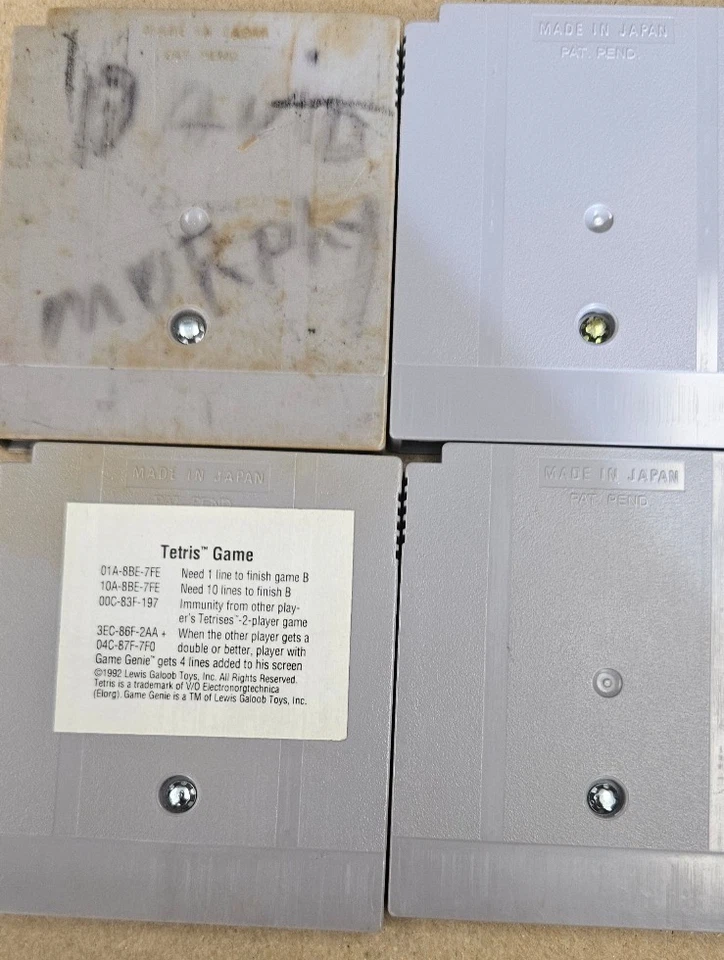 MADE IN JAPAN
PAT. PEND.
DAVID
MURPhy
MADE IN JAPAN
PAT. PEND.
MADE IN JAPAN
PAT. PEND.
Tetris™ Game
01A-8BE-7FE Need 1 line to finish game B
10A-8BE-7FE Need 10 lines to finish B
00C-83F-197 Immunity from other play-
er's Tetrises™-2-player game
3EC-86F-2AA + When the other player gets a
04C-87F-7F0 double or better, player with
Game Genie™ gets 4 lines added to his screen
©1992 Lewis Galoob Toys, Inc. All Rights Reserved.
Tetris is a trademark of V/O Electronorgtechnica
(Elorg). Game Genie is a TM of Lewis Galoob Toys, Inc.
MADE IN JAPAN
PAT. PEND.